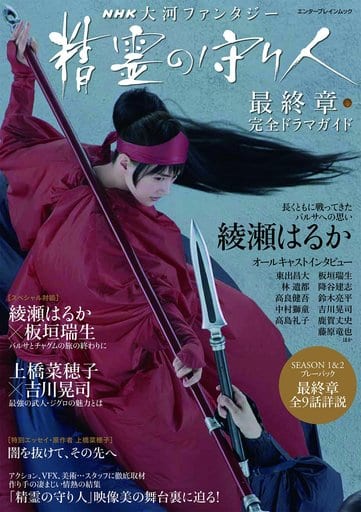 NHK 大河ファンタジー
エンターブレインムック
精霊の守り人
最終章
完全ドラマガイド
長くともに戦ってきた
バルサへの思い
綾瀬はるか
オールキャストインタビュー
東出昌大 板垣瑞生
林 遣都 降谷建志
高良健吾 鈴木亮平
中村獅童 吉川晃司
高島礼子 鹿賀丈史
藤原竜也
ほか
SEASON 1&2
プレーバック
最終章
全9話詳説
[スペシャル対談]
綾瀬はるか
×板垣瑞生
バルサとチャグムの旅の終わりに
上橋菜穂子
×吉川晃司
最強の武人・ジグロの魅力とは
[特別エッセイ・原作者 上橋菜穂子]
闇を抜けて、その先へ
アクション、VFX、美術…スタッフに徹底取材
作り手の凄まじい情熱の結集
「精霊の守り人」映像美の舞台裏に迫る!